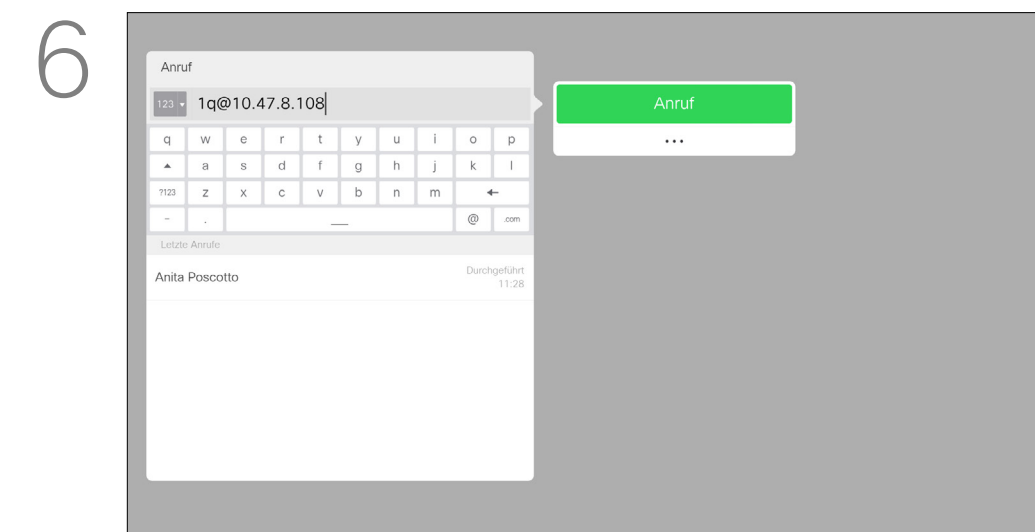 6
Anruf
123 1q@10.47.8.108
Anruf
...
q w e r t y u i o p
a s d f g h j k l
?123 z x c v b n m
- . @ .com
Letzte Anrufe
Anita Poscotto
Durchgeführt
11:28